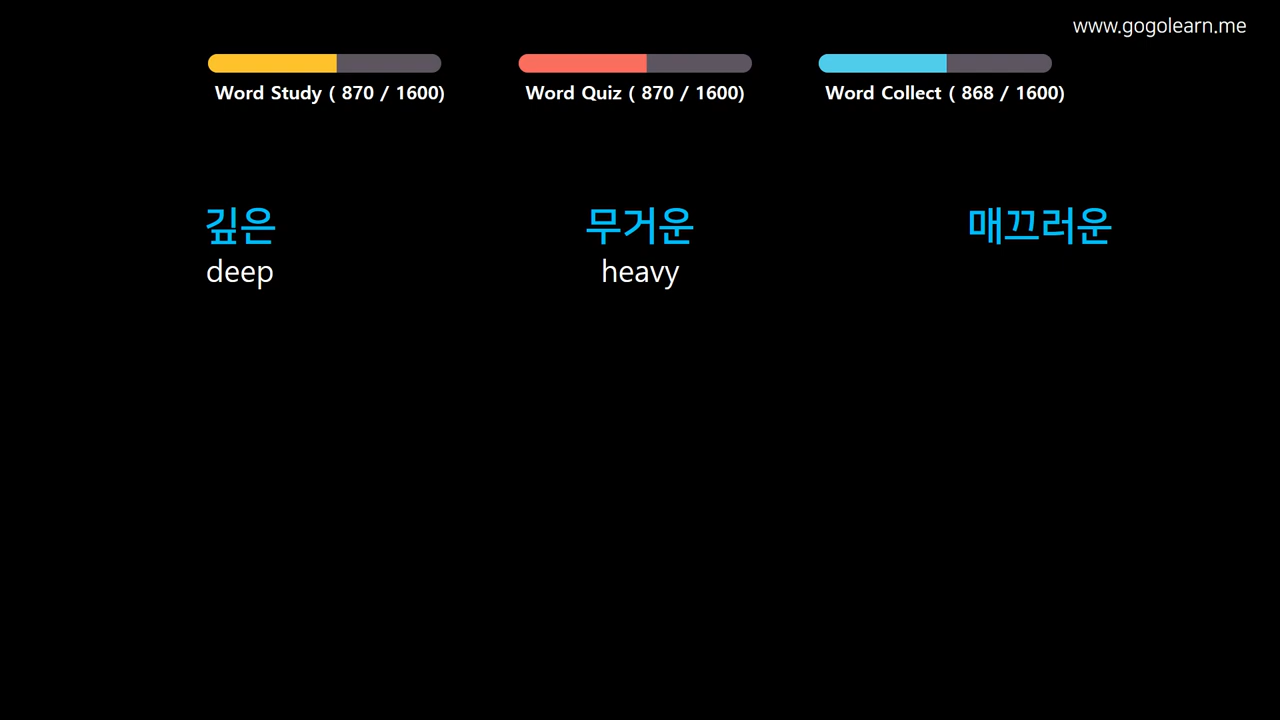 www.gogolearn.me
Word Study ( 870 / 1600)
Word Quiz ( 870 / 1600)
Word Collect ( 868 / 1600)
깊은
deep
무거운
heavy
매끄러운